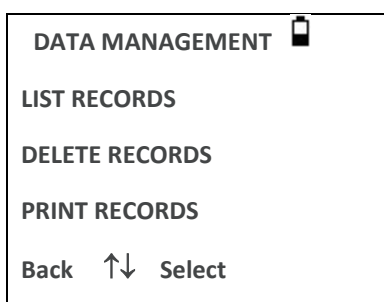 DATA MANAGEMENT
LIST RECORDS
DELETE RECORDS
PRINT RECORDS
Back ↑↓ Select